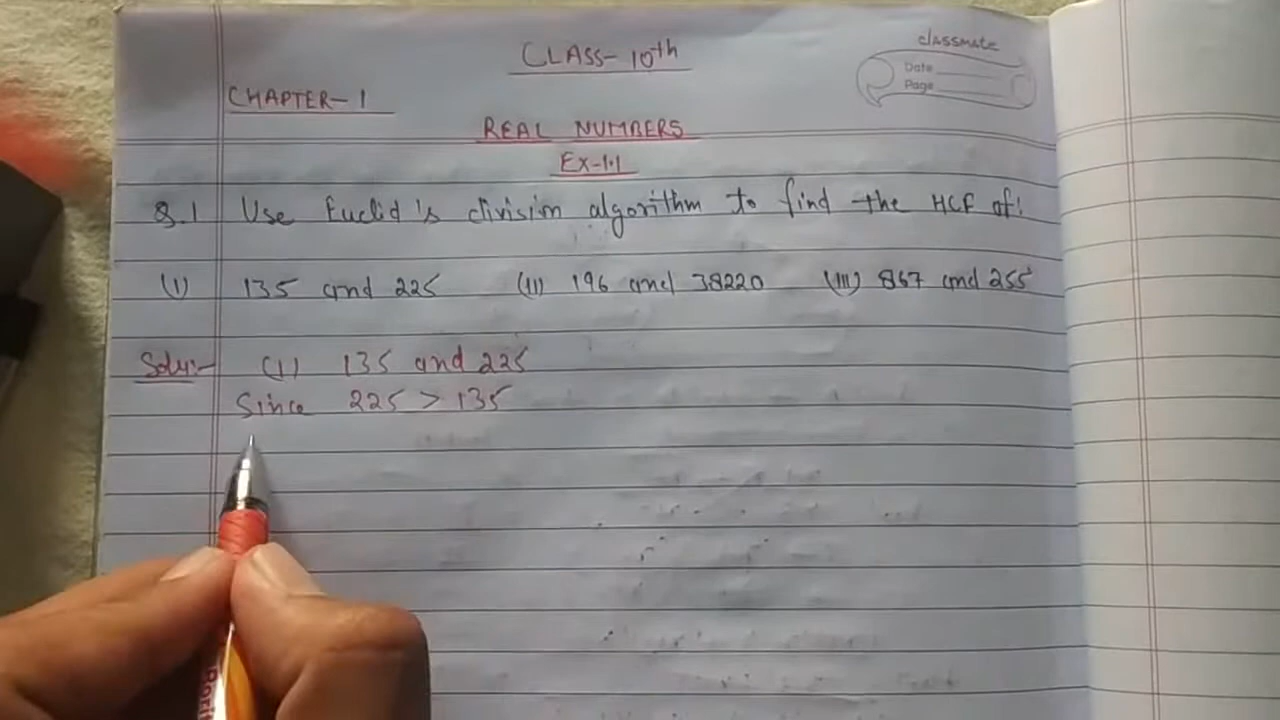 CLASS-10th
classmate
Date
Page
CHAPTER-1
REAL NUMBERS
Ex-1.1
Q.1 Use Euclid's division algorithm to find the HCF of:
(I) 135 and 225 (II) 196 and 38220 (III) 867 and 255
Solu:- (I) 135 and 225
Since 225 > 135